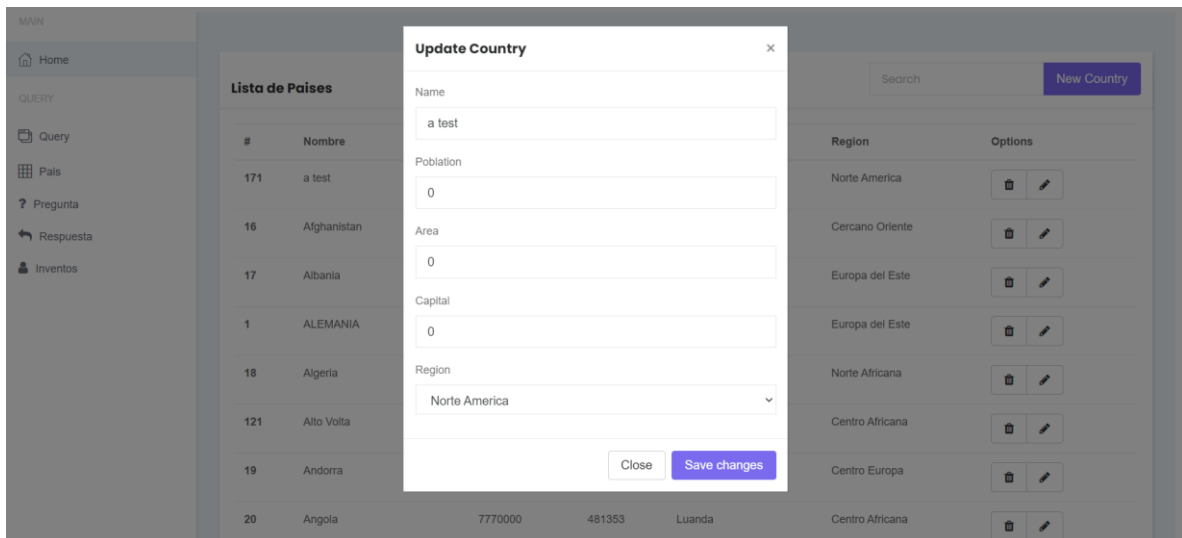 MAIN
Home
QUERY
Query
Pais
? Pregunta
Respuesta
Inventos
Lista de Paises
Search
New Country
# Nombre Region Options
171 a test Norte America
16 Afghanistan Cercano Oriente
17 Albania Europa del Este
1 ALEMANIA Europa del Este
18 Algeria Norte Africana
121 Alto Volta Centro Africana
19 Andorra Centro Europa
20 Angola 7770000 481353 Luanda Centro Africana
Update Country ×
Name
a test
Poblation
0
Area
0
Capital
0
Region
Norte America
Close Save changes